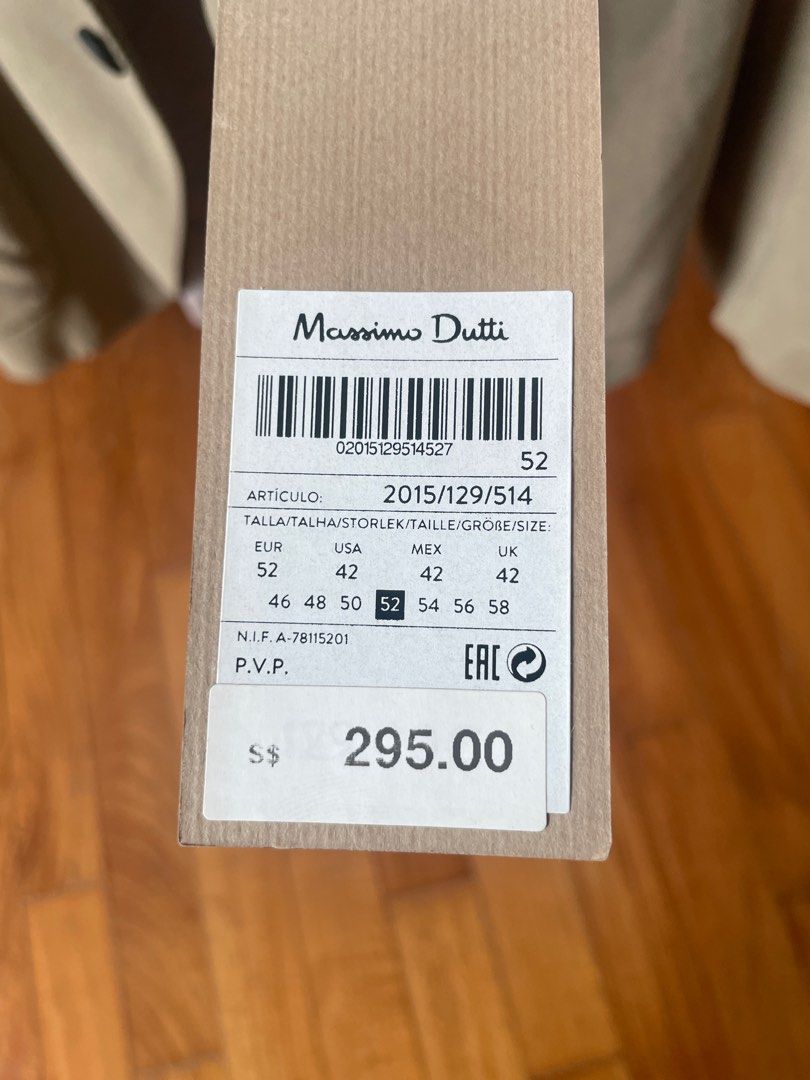 Massimo Dutti
02015129514527
52
ARTÍCULO: 2015/129/514
TALLA/TALHA/STORLEK/TAILLE/GRÖßE/SIZE:
EUR USA MEX UK
52 42 42 42
46 48 50 52 54 56 58
N.I.F. A-78115201
P.V.P. EAC
S$ 295.00